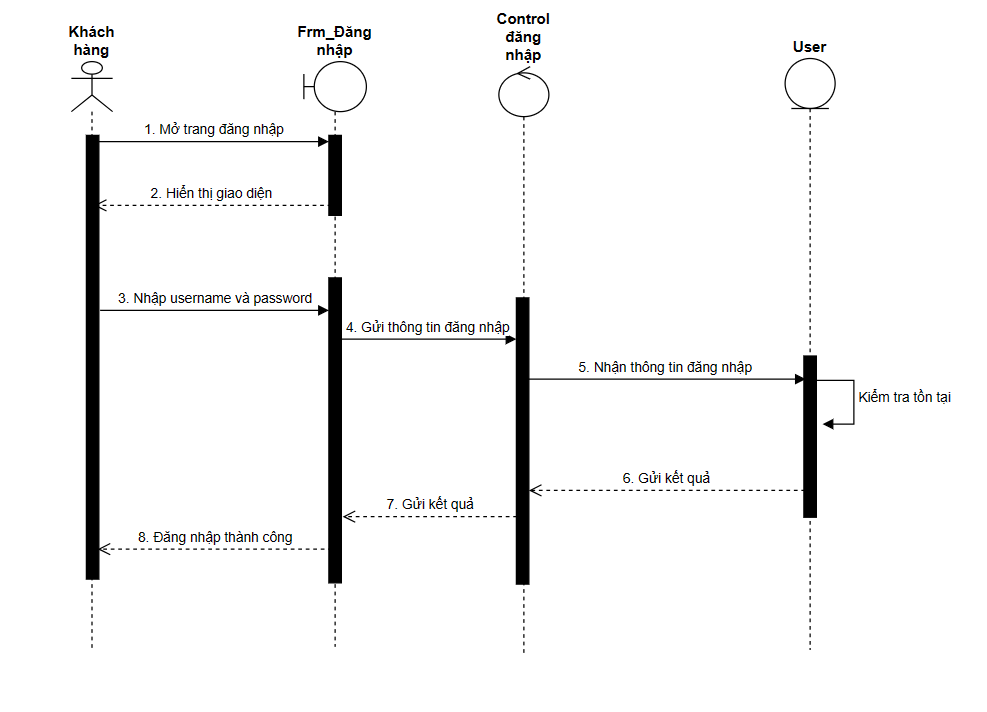 Khách
hàng
Frm_Đăng
nhập
Control
đăng
nhập
User
1. Mở trang đăng nhập
2. Hiển thị giao diện
3. Nhập username và password
4. Gửi thông tin đăng nhập
5. Nhận thông tin đăng nhập
Kiểm tra tồn tại
6. Gửi kết quả
7. Gửi kết quả
8. Đăng nhập thành công